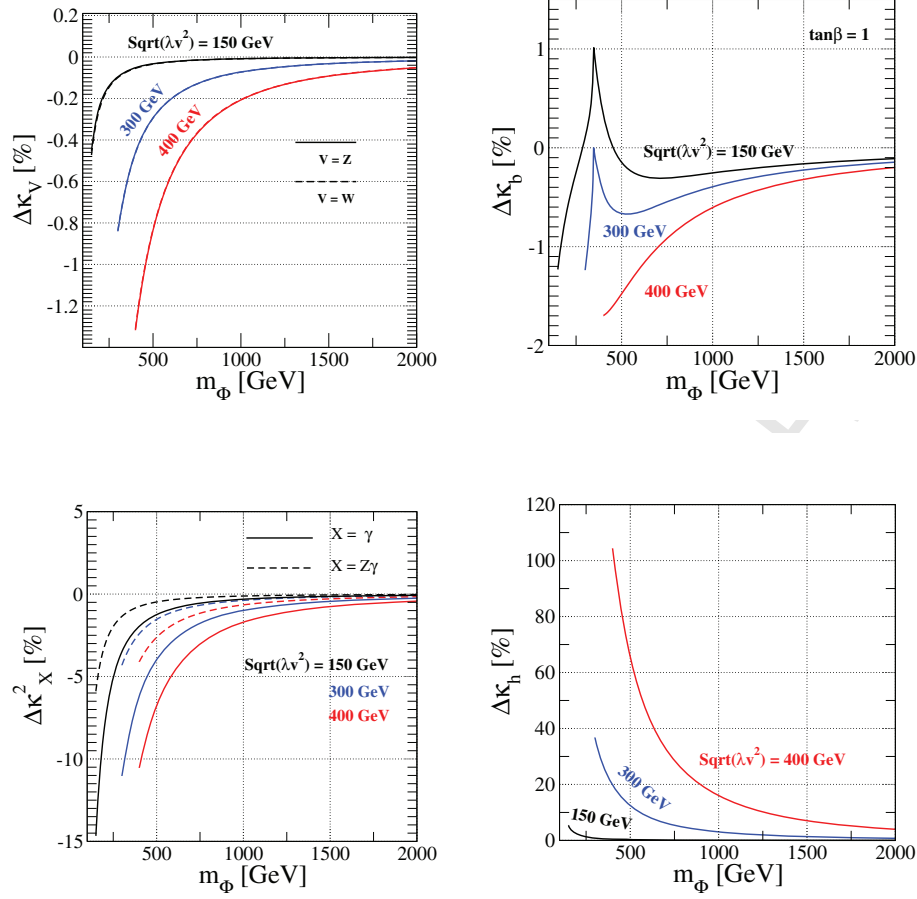 0.2
0
-0.2
-0.4
-0.6
-0.8
-1
-1.2
Δκ_V [%]
Sqrt(λv²) = 150 GeV
300 GeV
400 GeV
V = Z
V = W
500 1000 1500 2000
m_Φ [GeV]
1
0
-1
-2
Δκ_b [%]
tanβ = 1
Sqrt(λv²) = 150 GeV
300 GeV
400 GeV
500 1000 1500 2000
m_Φ [GeV]
5
0
-5
-10
-15
Δκ²_X [%]
X = γ
X = Zγ
Sqrt(λv²) = 150 GeV
300 GeV
400 GeV
500 1000 1500 2000
m_Φ [GeV]
120
100
80
60
40
20
0
Δκ_h [%]
Sqrt(λv²) = 400 GeV
300 GeV
150 GeV
500 1000 1500 2000
m_Φ [GeV]